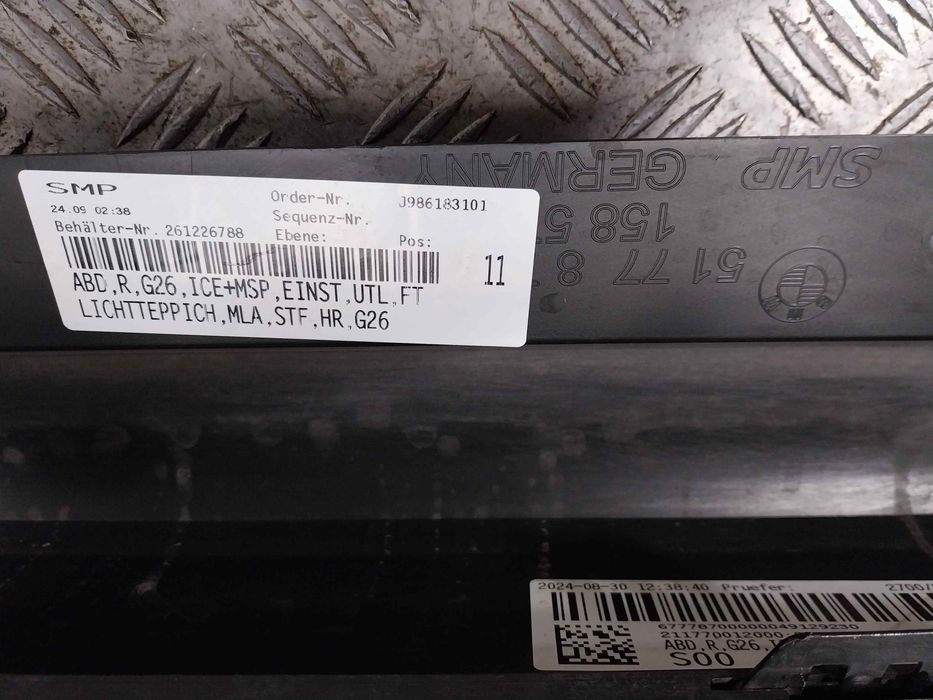 SMP
24.09 02:38
Order-Nr. J986183101
Sequenz-Nr.
Behälter-Nr. 261226788 Ebene: Pos:
11
ABD,R,G26,ICE+MSP,EINST,UTL,FT
LICHTTEPPICH,MLA,STF,HR,G26
SMP
GERMANY
158 5
51 77 8
2024-08-30 12:38:40 Pruefer: 2700/
211770012000
ABD,R,G26,
S00